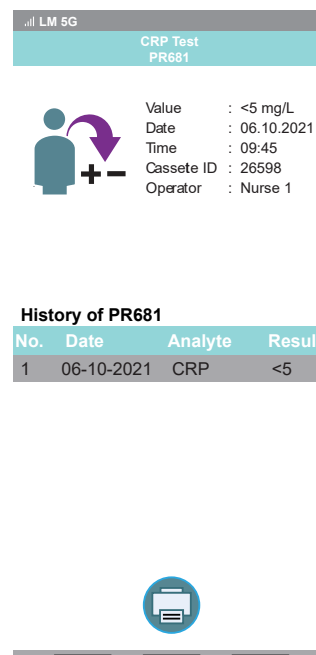 LM 5G
CRP Test
PR681
Value : <5 mg/L
Date : 06.10.2021
Time : 09:45
Cassete ID : 26598
Operator : Nurse 1
History of PR681
No. Date Analyte Resul
1 06-10-2021 CRP <5